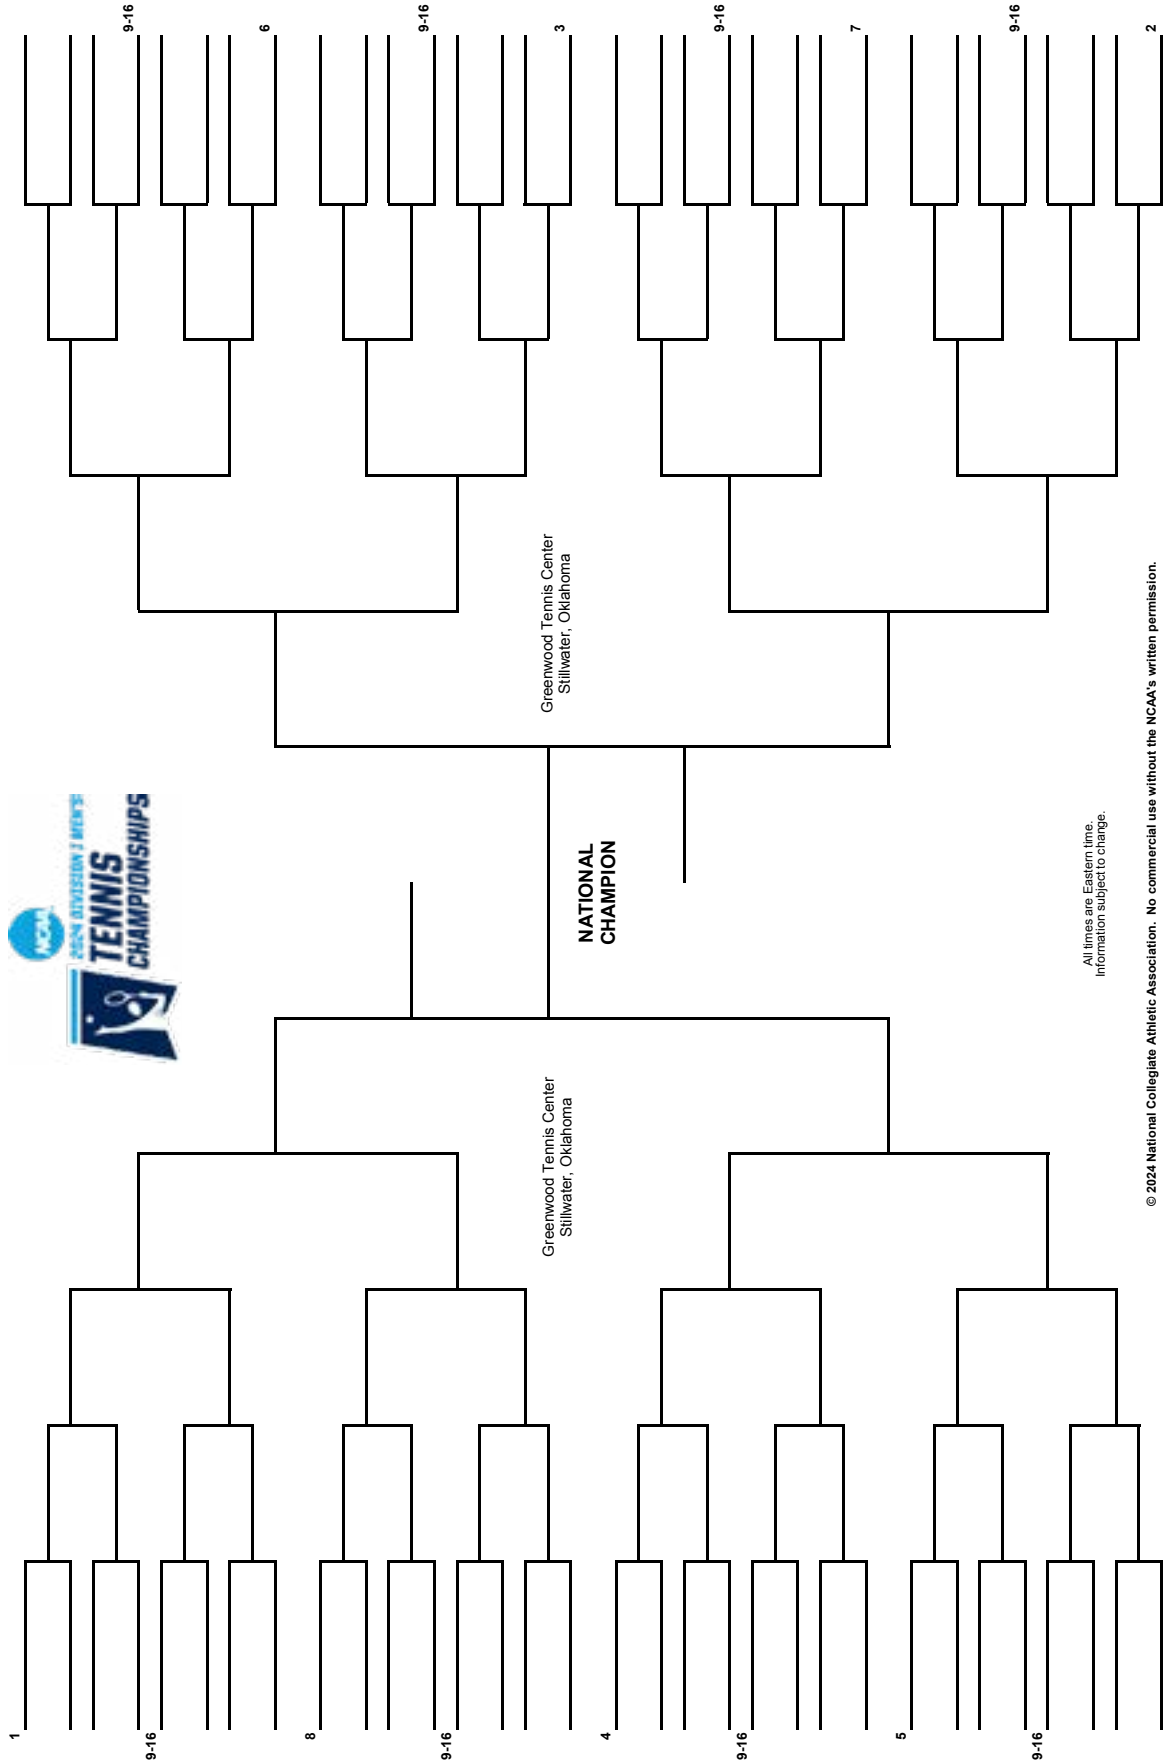 NCAA
2024 DIVISION I MEN'S
TENNIS
CHAMPIONSHIPS
1
9-16
8
9-16
4
9-16
5
9-16
Greenwood Tennis Center
Stillwater, Oklahoma
NATIONAL
CHAMPION
Greenwood Tennis Center
Stillwater, Oklahoma
9-16
6
9-16
3
9-16
7
9-16
2
All times are Eastern time.
Information subject to change.
© 2024 National Collegiate Athletic Association. No commercial use without the NCAA's written permission.